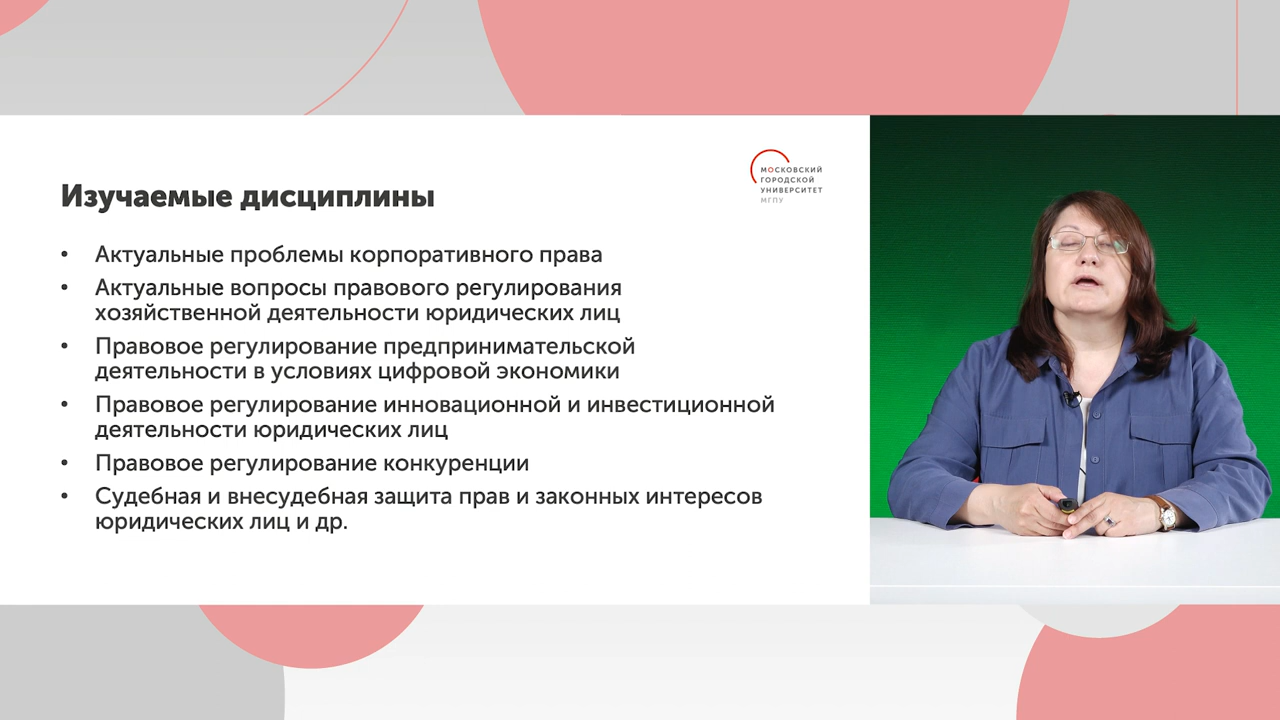 МОСКОВСКИЙ
ГОРОДСКОЙ
УНИВЕРСИТЕТ
МГПУ
Изучаемые дисциплины
• Актуальные проблемы корпоративного права
• Актуальные вопросы правового регулирования
хозяйственной деятельности юридических лиц
• Правовое регулирование предпринимательской
деятельности в условиях цифровой экономики
• Правовое регулирование инновационной и инвестиционной
деятельности юридических лиц
• Правовое регулирование конкуренции
• Судебная и внесудебная защита прав и законных интересов
юридических лиц и др.